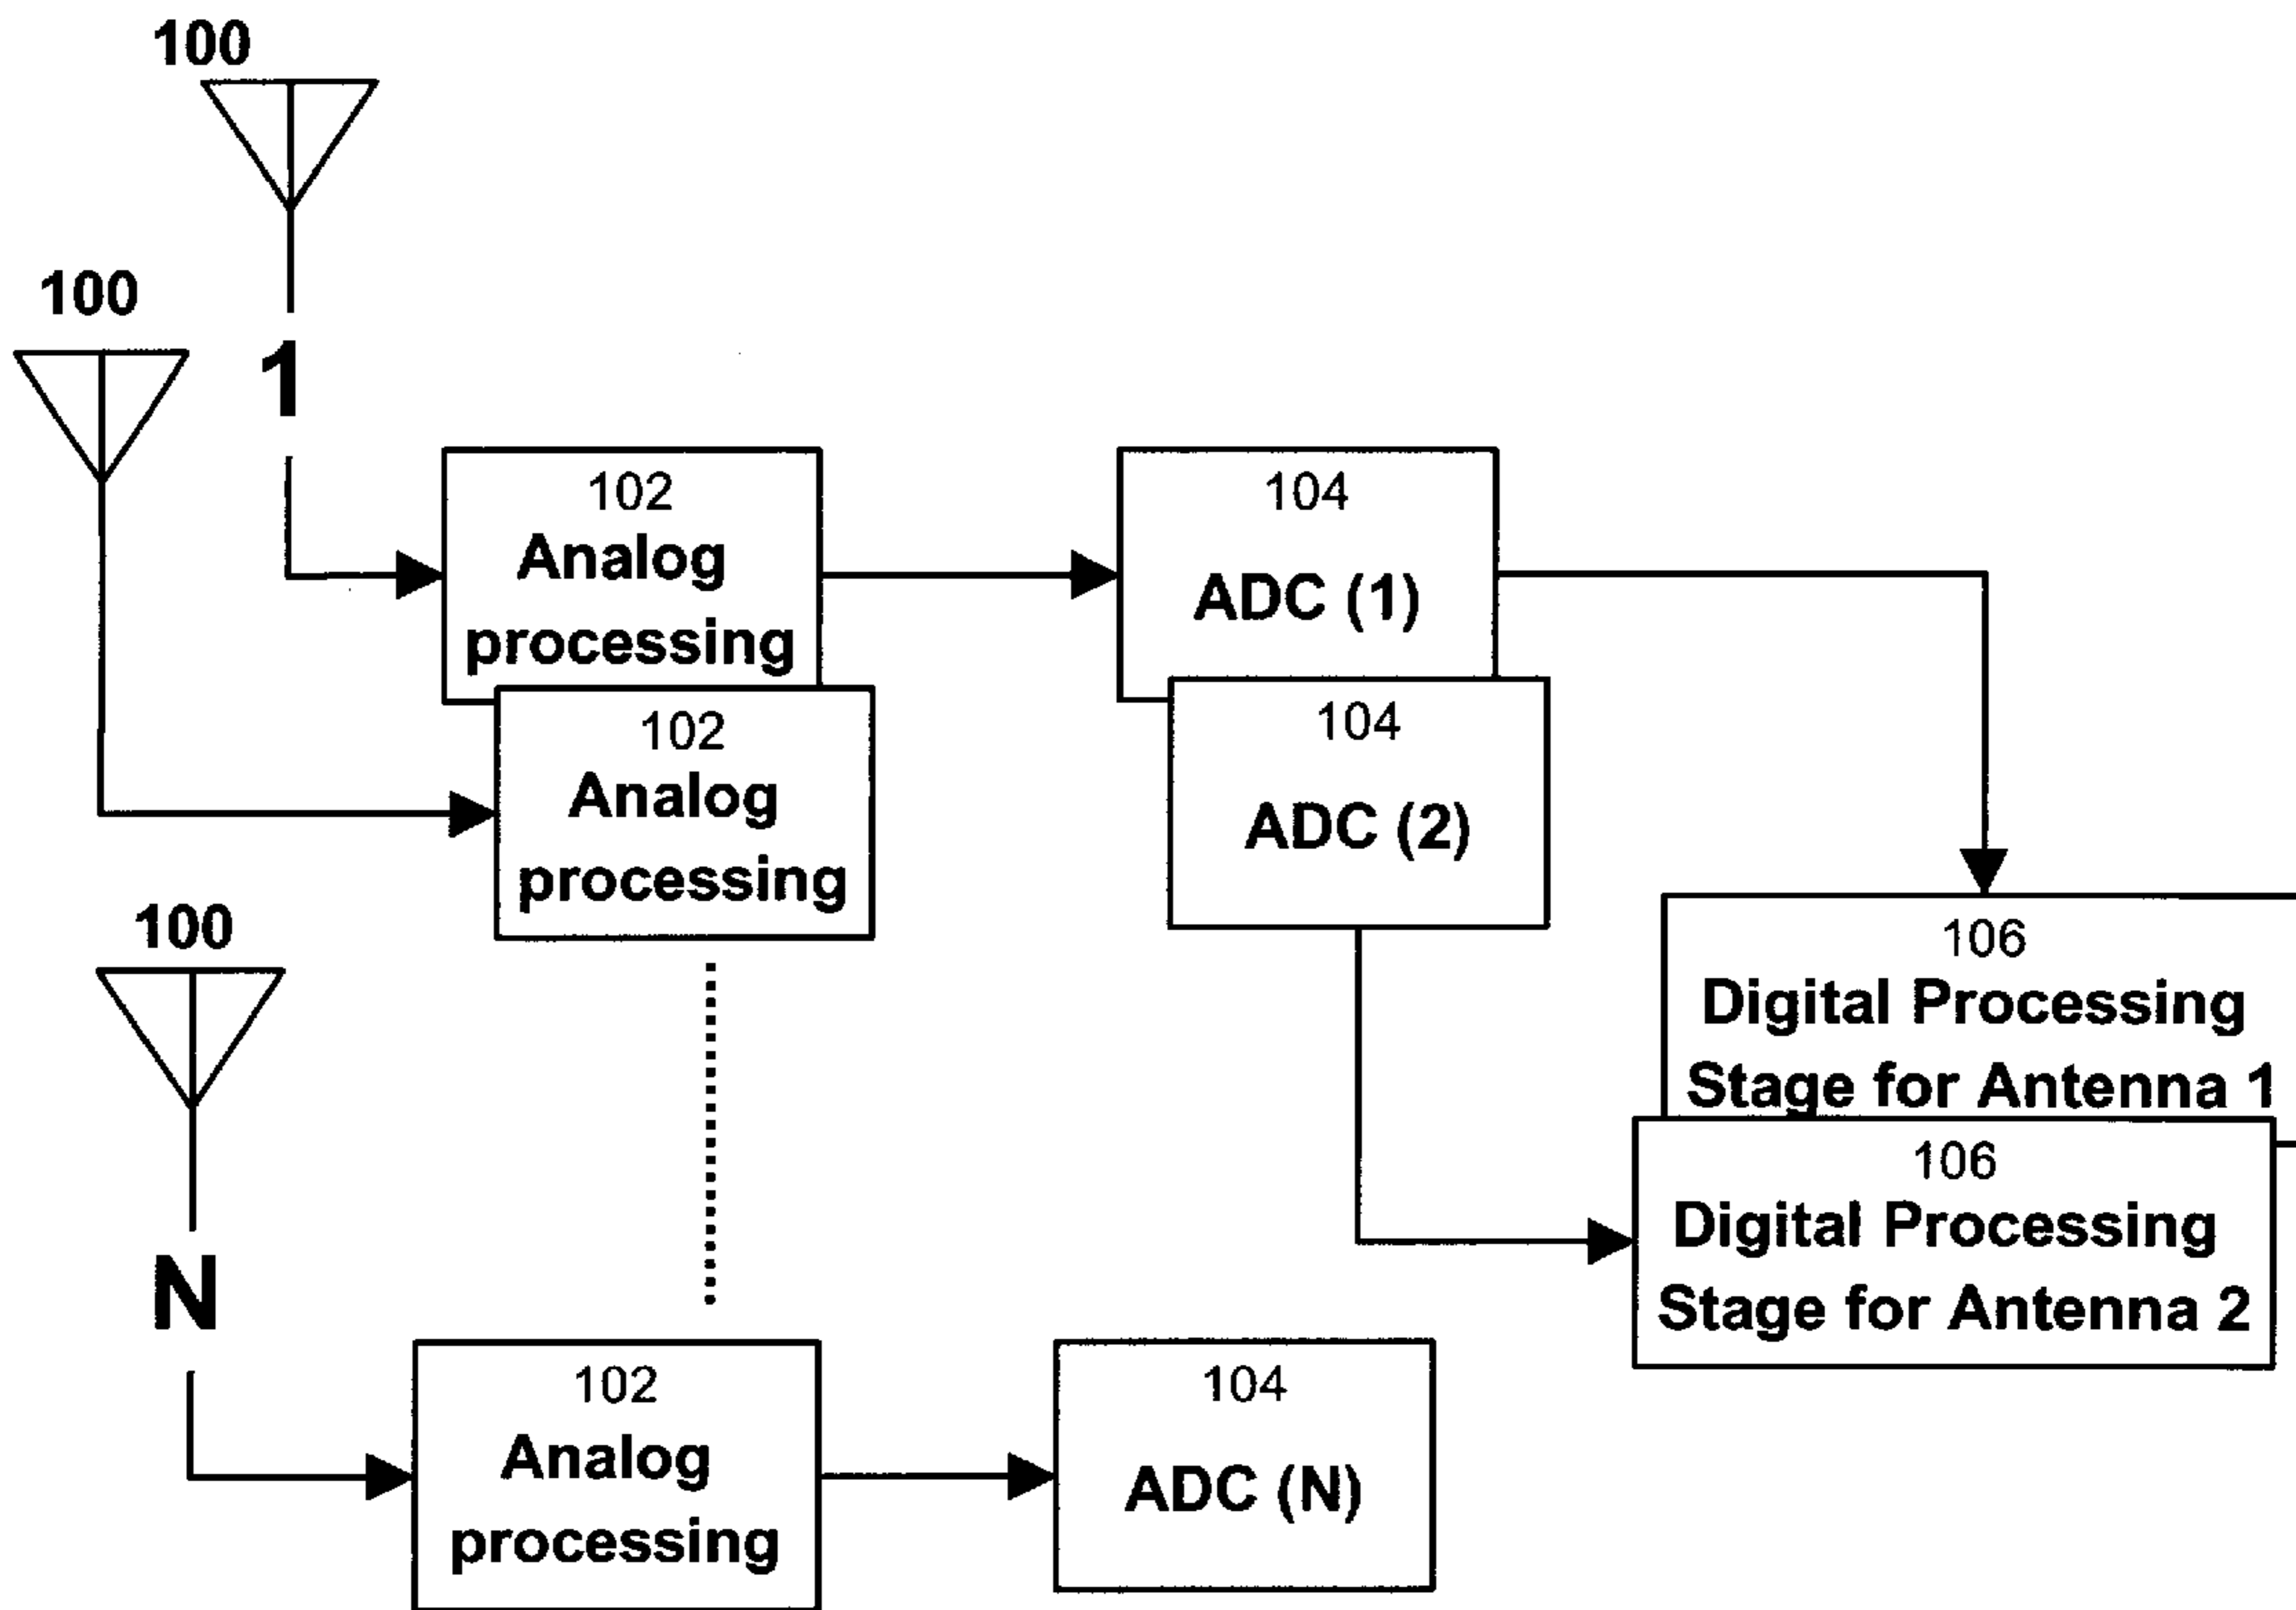 100
100
1
102
Analog
processing
104
ADC (1)
102
Analog
processing
104
ADC (2)
100
106
Digital Processing
Stage for Antenna 1
106
Digital Processing
Stage for Antenna 2
N
102
Analog
processing
104
ADC (N)